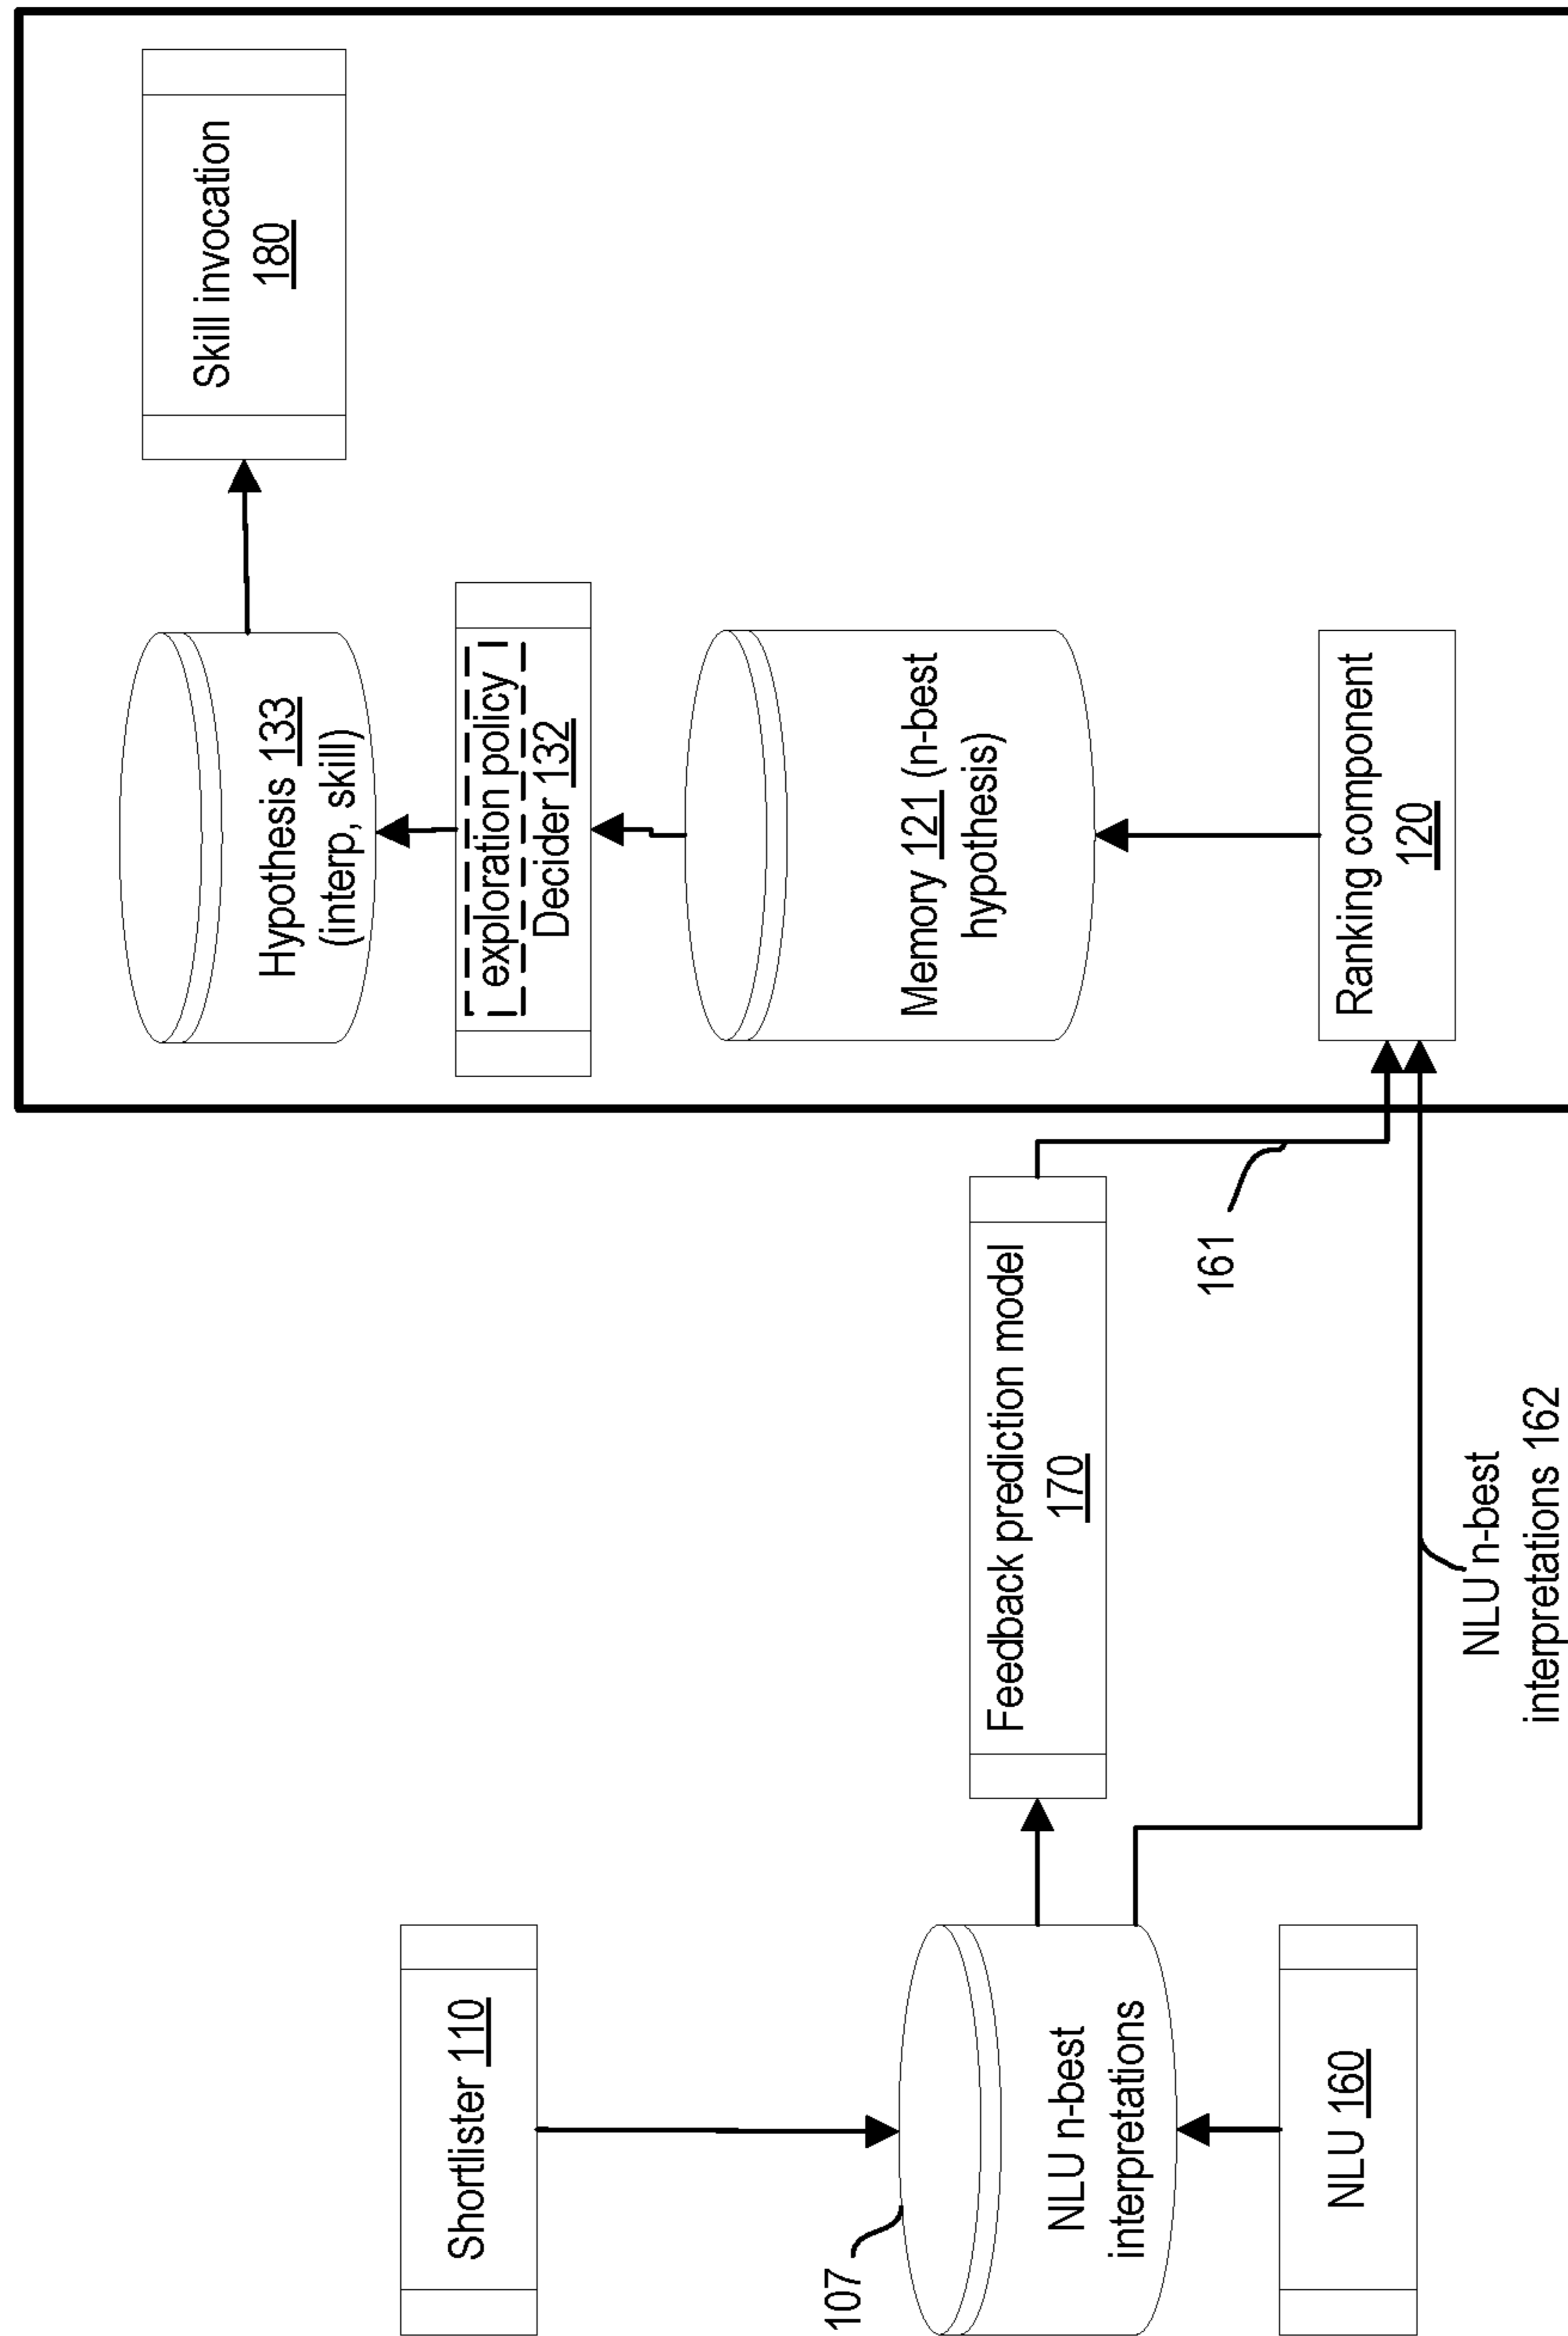 Shortlister 110
107
NLU n-best
interpretations
NLU 160
Feedback prediction model
170
161
NLU n-best
interpretations 162
Hypothesis 133
(interp, skill)
exploration policy
Decider 132
Memory 121 (n-best
hypothesis)
Ranking component
120
Skill invocation
180